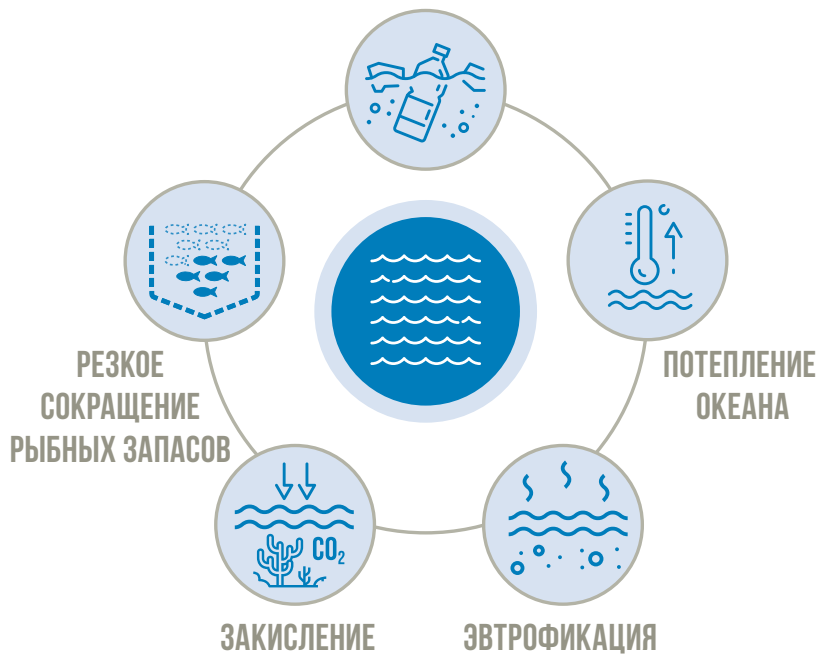 РЕЗКОЕ
СОКРАЩЕНИЕ
РЫБНЫХ ЗАПАСОВ
ПОТЕПЛЕНИЕ
ОКЕАНА
CO₂
ЗАКИСЛЕНИЕ
ЭВТРОФИКАЦИЯ